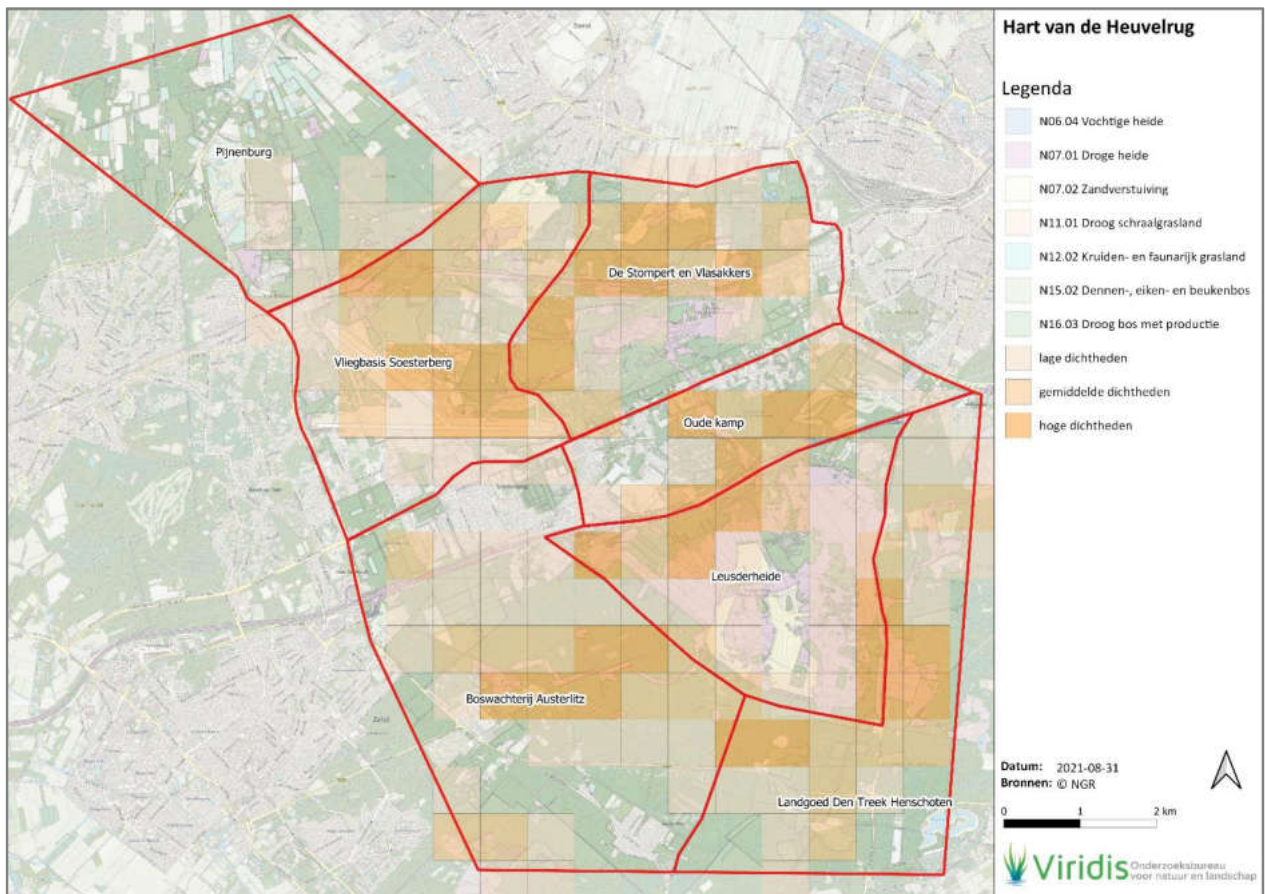 Hart van de Heuvelrug
Legenda
N06.04 Vochtige heide
N07.01 Droge heide
N07.02 Zandverstuiving
N11.01 Droog schraalgrasland
N12.02 Kruiden- en faunarijk grasland
N15.02 Dennen-, eiken- en beukenbos
N16.03 Droog bos met productie
lage dichtheden
gemiddelde dichtheden
hoge dichtheden
Pijnenburg
De Stompert en Vlasakkers
Vliegbasis Soesterberg
Oude kamp
Leusderheide
Boswachterij Austerlitz
Landgoed Den Treek Henschoten
Zeist
Datum: 2021-08-31
Bronnen: © NGR
0 1 2 km
Viridis Onderzoeksbureau
voor natuur en landschap